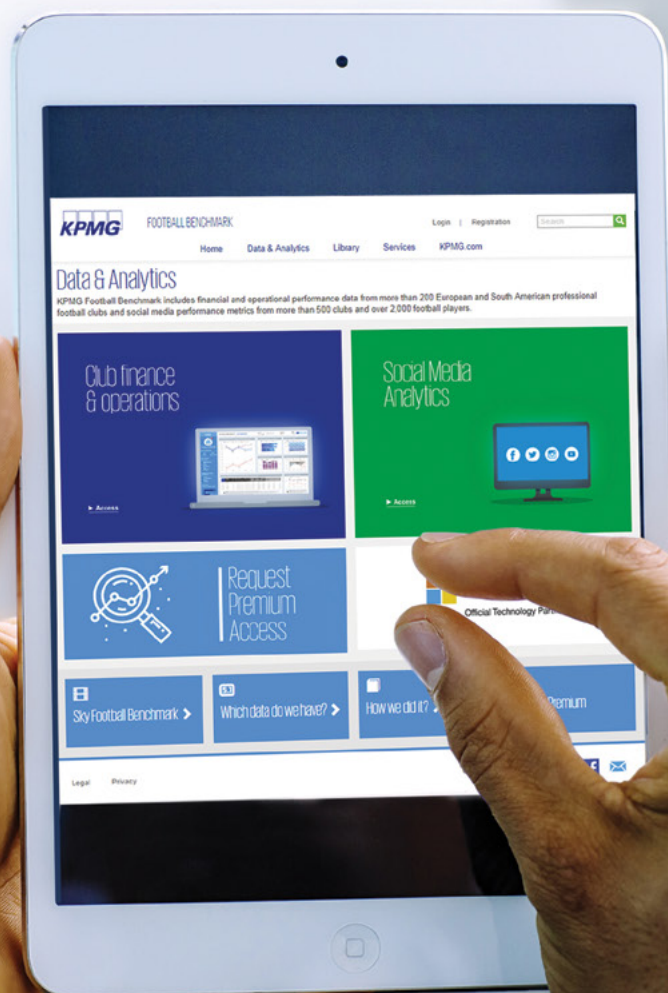 KPMG
FOOTBALL BENCHMARK
Login | Registration
Search
Home Data & Analytics Library Services KPMG.com
Data & Analytics
KPMG Football Benchmark includes financial and operational performance data from more than 200 European and South American professional
football clubs and social media performance metrics from more than 500 clubs and over 2,000 football players.
Club finance
& operations
Access
Social Media
Analytics
Access
Request
Premium
Access
Official Technology
Sky Football Benchmark
Which data do we have?
How we did it?
Premium
Legal Privacy